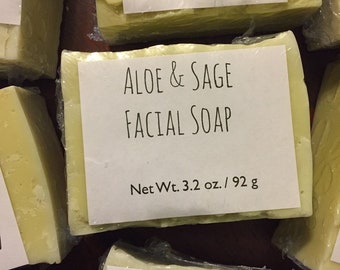 Aloe & Sage
Facial Soap
Net Wt. 3.2 oz. / 92 g